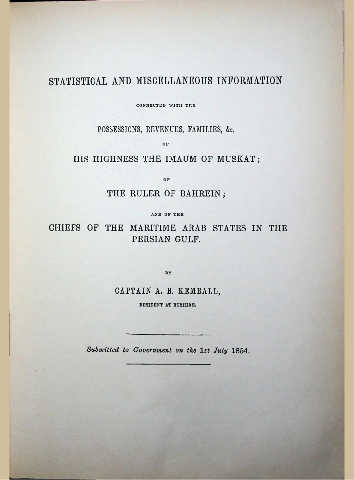 STATISTICAL AND MISCELLANEOUS INFORMATION
CONNECTED WITH THE
POSSESSIONS, REVENUES, FAMILIES, &c.
OF
HIS HIGHNESS THE IMAUM OF MUSKAT;
OF
THE RULER OF BAHREIN;
AND OF THE
CHIEFS OF THE MARITIME ARAB STATES IN THE
PERSIAN GULF.
BY
CAPTAIN A. B. KEMBALL,
RESIDENT AT BUSHIRE.
Submitted to Government on the 1st July 1854.